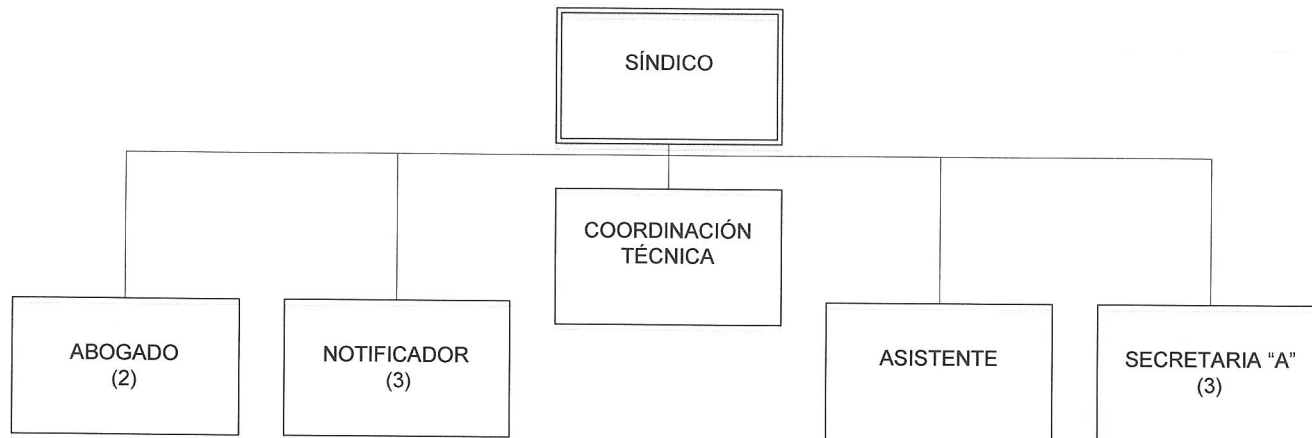 SÍNDICO
COORDINACIÓN
TÉCNICA
ABOGADO
(2)
NOTIFICADOR
(3)
ASISTENTE
SECRETARIA “A”
(3)